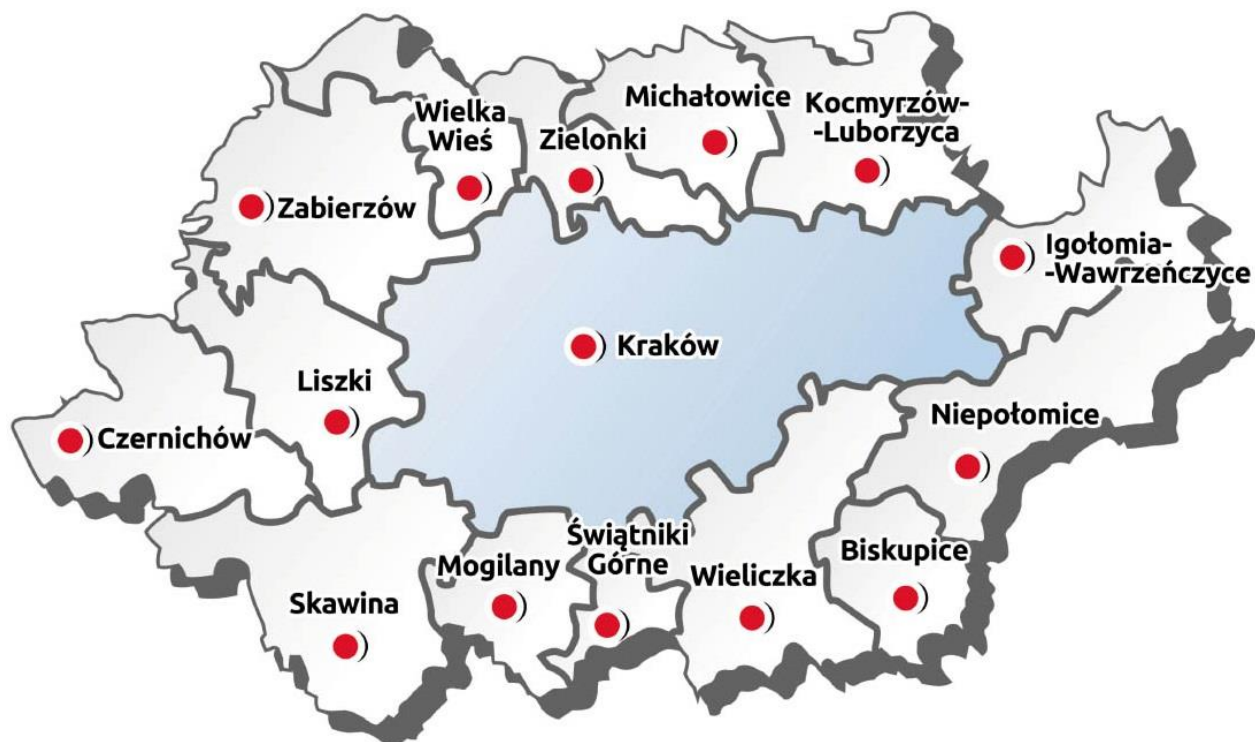 Michałowice
Kocmyrzów-
-Luborzyca
Wielka
Wieś
Zielonki
Zabierzów
Igołomia-
-Wawrzeńczyce
Kraków
Liszki
Niepołomice
Czernichów
Świątniki
Górne
Biskupice
Mogilany
Wieliczka
Skawina